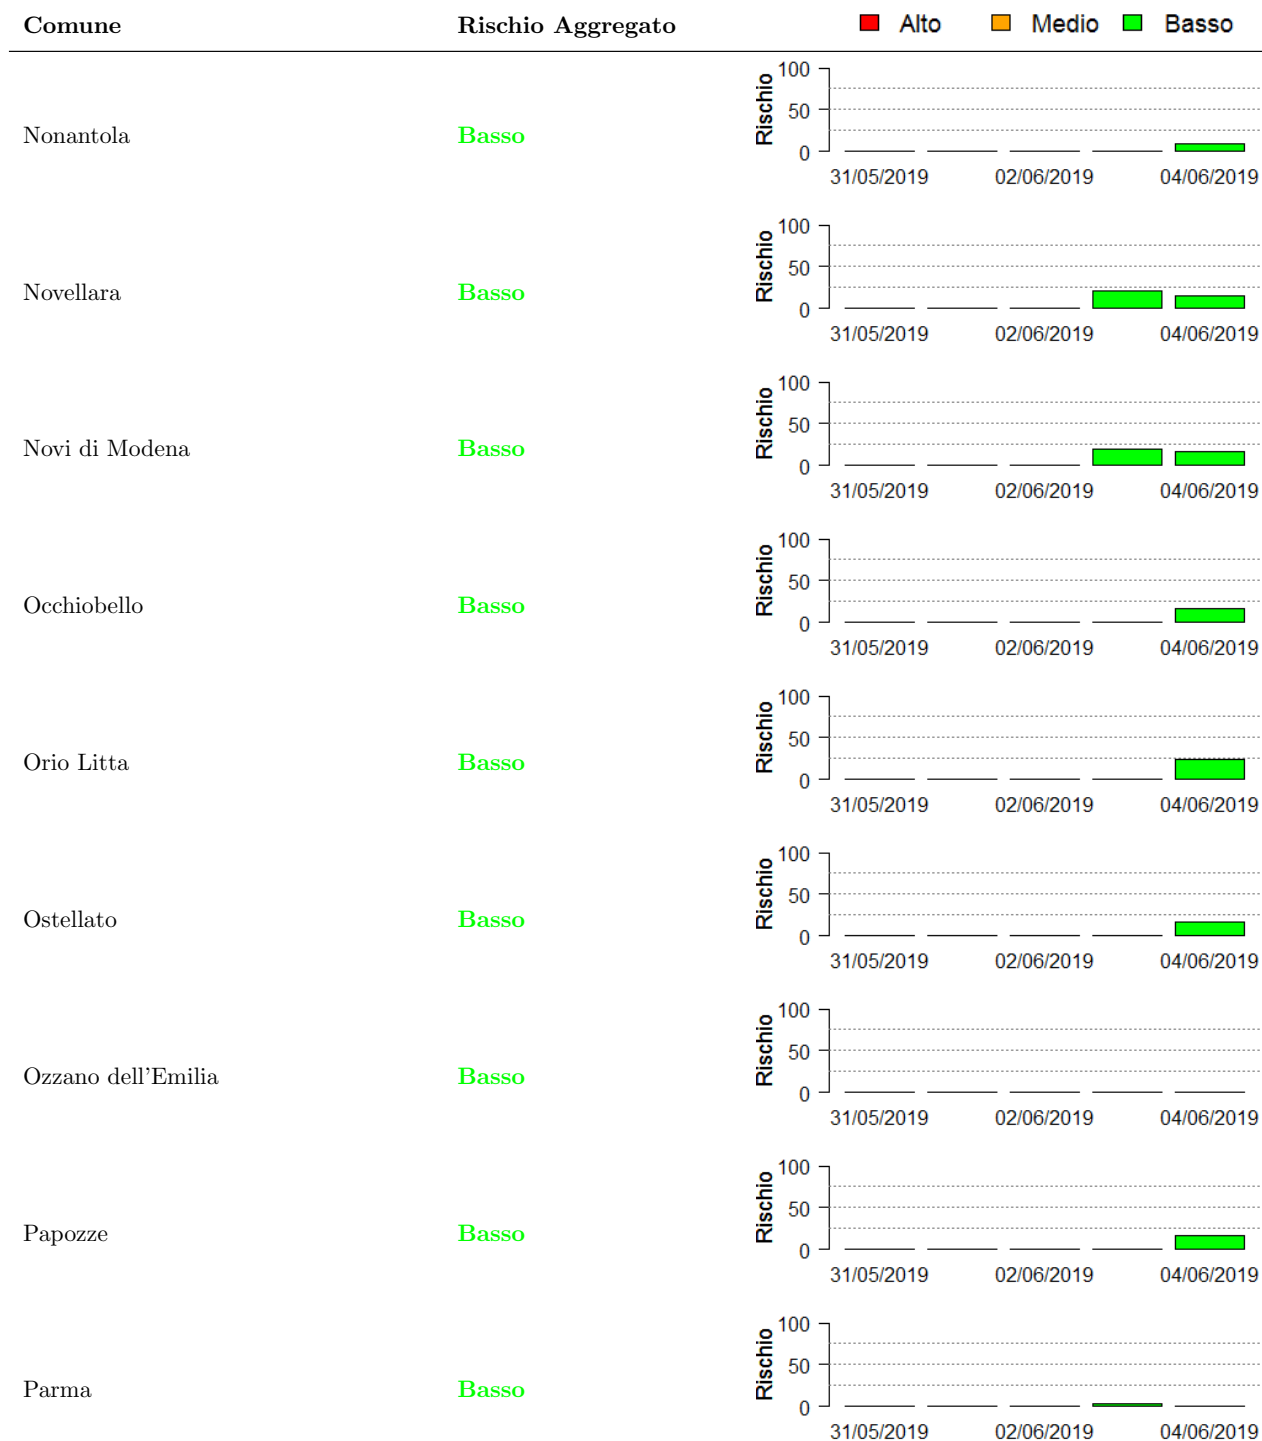 Comune Rischio Aggregato Alto Medio Basso
100
50
0
Rischio
Nonantola Basso
31/05/2019 02/06/2019 04/06/2019
100
50
0
Rischio
Novellara Basso
31/05/2019 02/06/2019 04/06/2019
100
50
0
Rischio
Novi di Modena Basso
31/05/2019 02/06/2019 04/06/2019
100
50
0
Rischio
Occhiobello Basso
31/05/2019 02/06/2019 04/06/2019
100
50
0
Rischio
Orio Litta Basso
31/05/2019 02/06/2019 04/06/2019
100
50
0
Rischio
Ostellato Basso
31/05/2019 02/06/2019 04/06/2019
100
50
0
Rischio
Ozzano dell'Emilia Basso
31/05/2019 02/06/2019 04/06/2019
100
50
0
Rischio
Papozze Basso
31/05/2019 02/06/2019 04/06/2019
100
50
0
Rischio
Parma Basso
31/05/2019 02/06/2019 04/06/2019